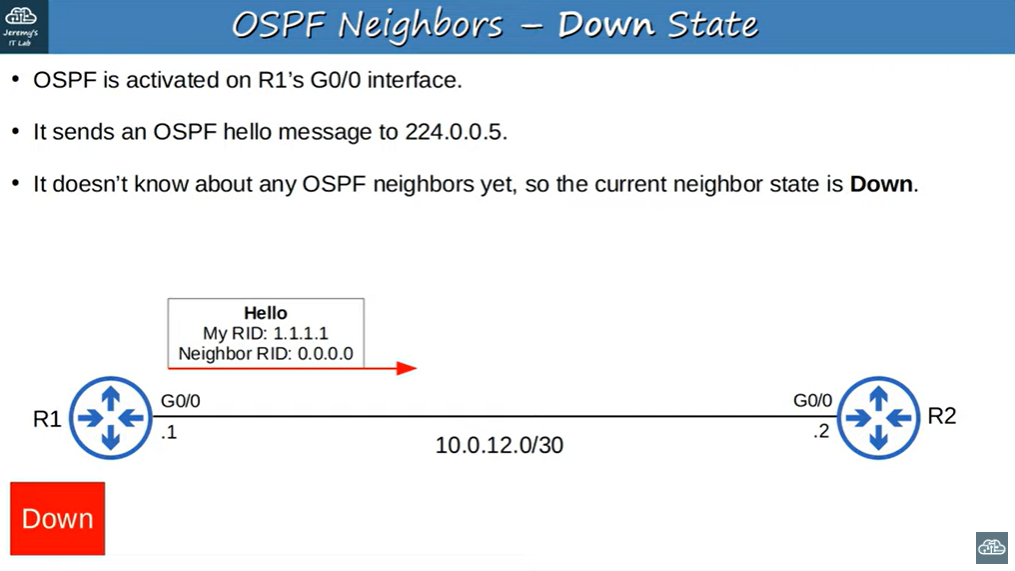 Jeremy's
IT Lab
OSPF Neighbors – Down State
• OSPF is activated on R1's G0/0 interface.
• It sends an OSPF hello message to 224.0.0.5.
• It doesn't know about any OSPF neighbors yet, so the current neighbor state is Down.
Hello
My RID: 1.1.1.1
Neighbor RID: 0.0.0.0
R1
G0/0
.1
10.0.12.0/30
G0/0
.2
R2
Down